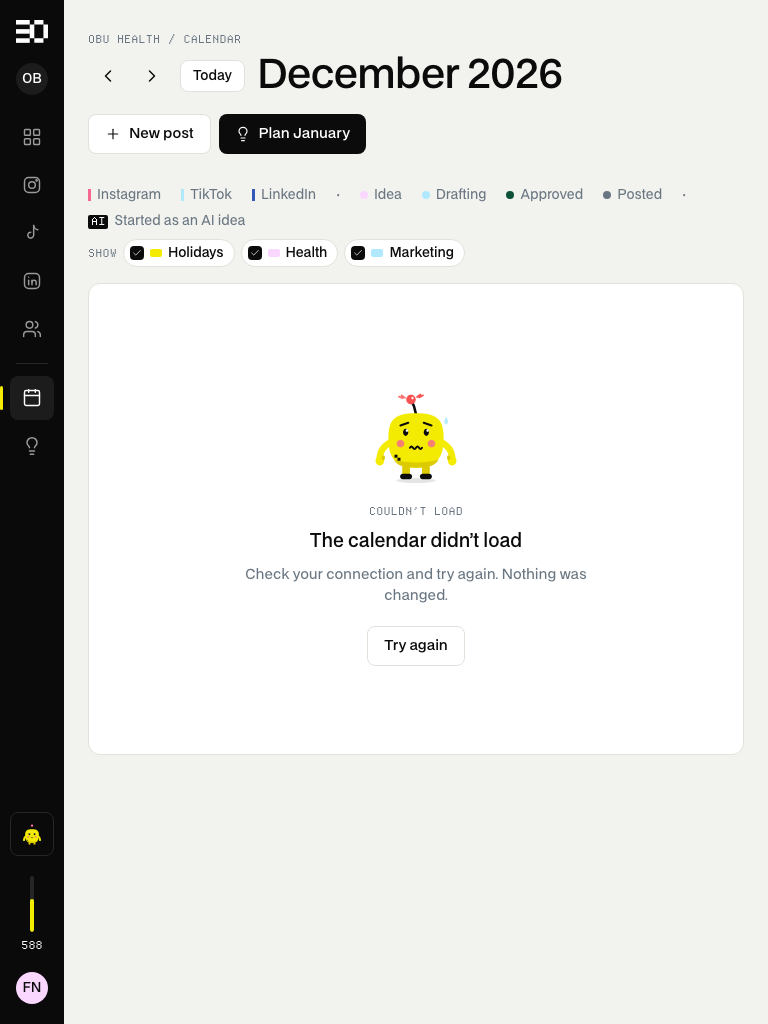 OBU HEALTH / CALENDAR
OB
Today
December 2026
New post
Plan January
Instagram TikTok LinkedIn · Idea Drafting Approved Posted ·
AI Started as an AI idea
SHOW Holidays Health Marketing
COULDN'T LOAD
The calendar didn’t load
Check your connection and try again. Nothing was
changed.
Try again
588
FN